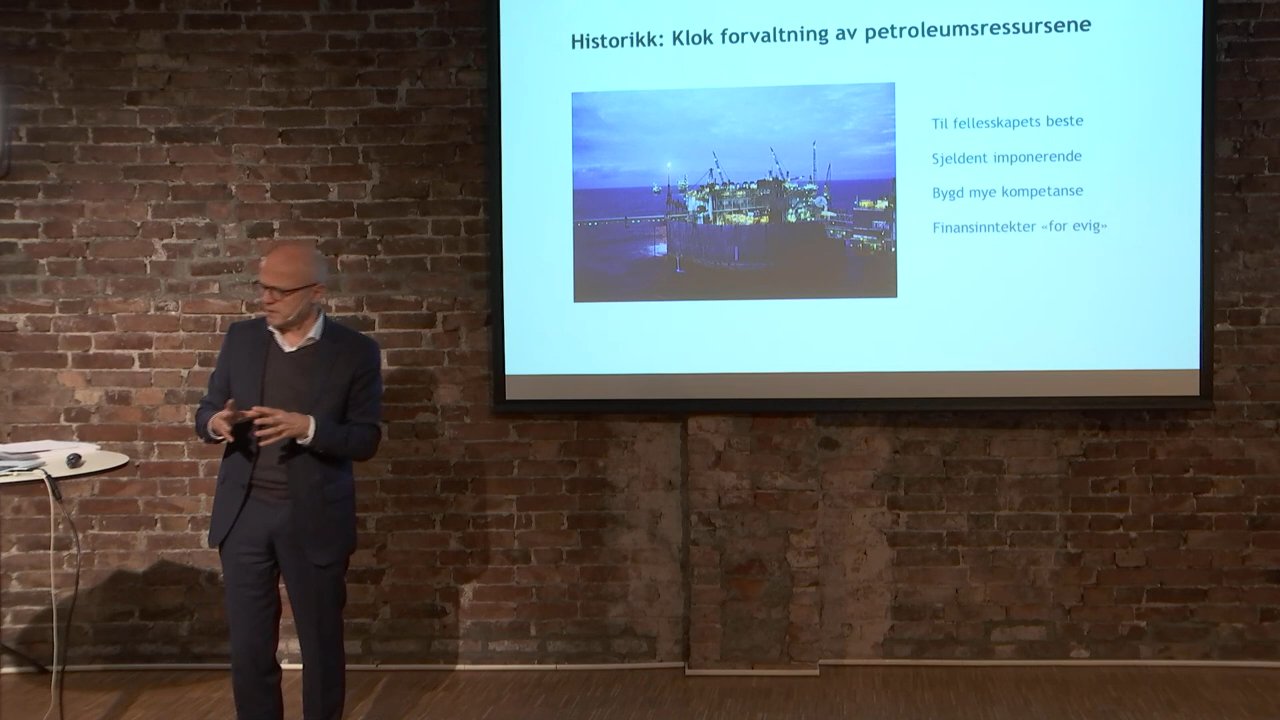 Historikk: Klok forvaltning av petroleumsressursene
Til fellesskapets beste
Sjeldent imponerende
Bygd mye kompetanse
Finansinntekter «for evig»